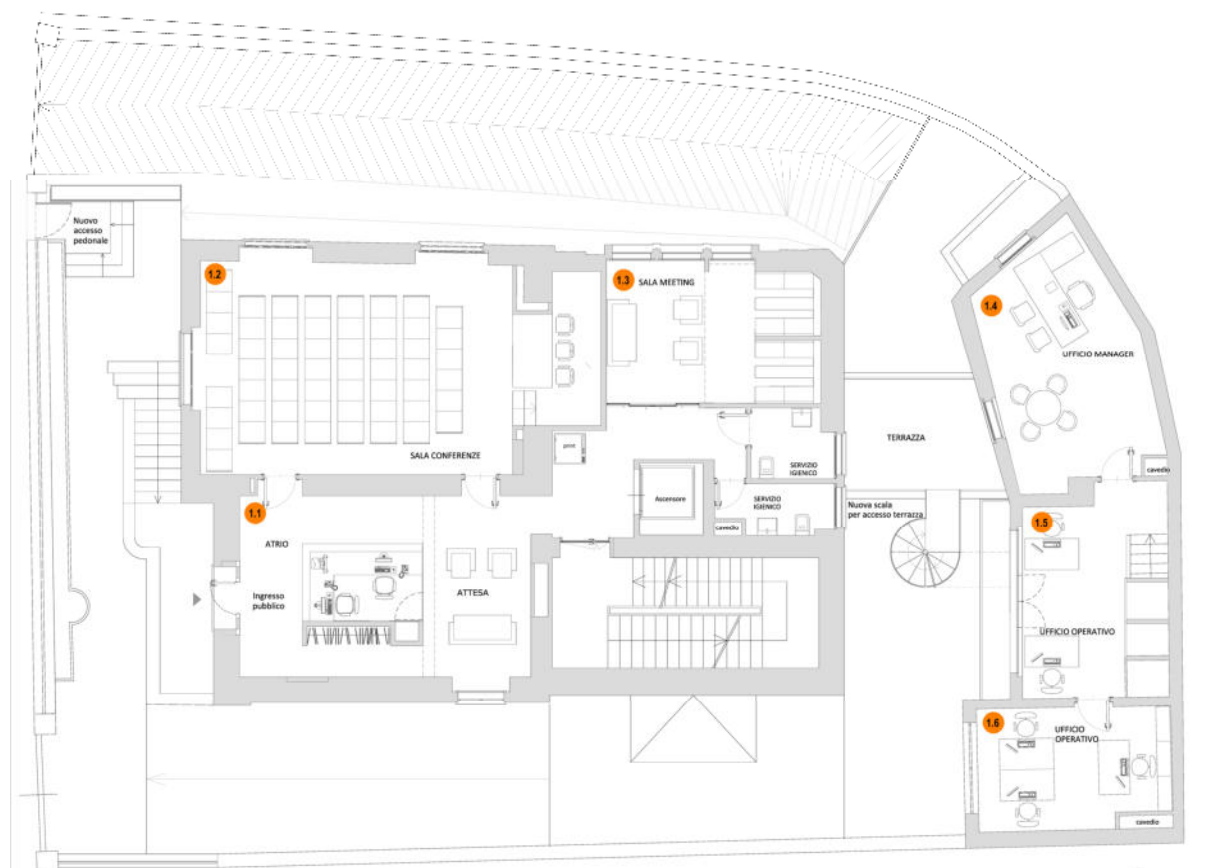 Nuovo
accesso
pedonale
1.2
SALA CONFERENZE
1.3
SALA MEETING
1.4
UFFICIO MANAGER
print
SERVIZIO
IGIENICO
TERRAZZA
cavedio
Ascensore
SERVIZIO
IGIENICO
cavedio
Nuova scala
per accesso terrazza
1.1
ATRIO
Ingresso
pubblico
ATTESA
1.5
UFFICIO OPERATIVO
1.6
UFFICIO
OPERATIVO
cavedio